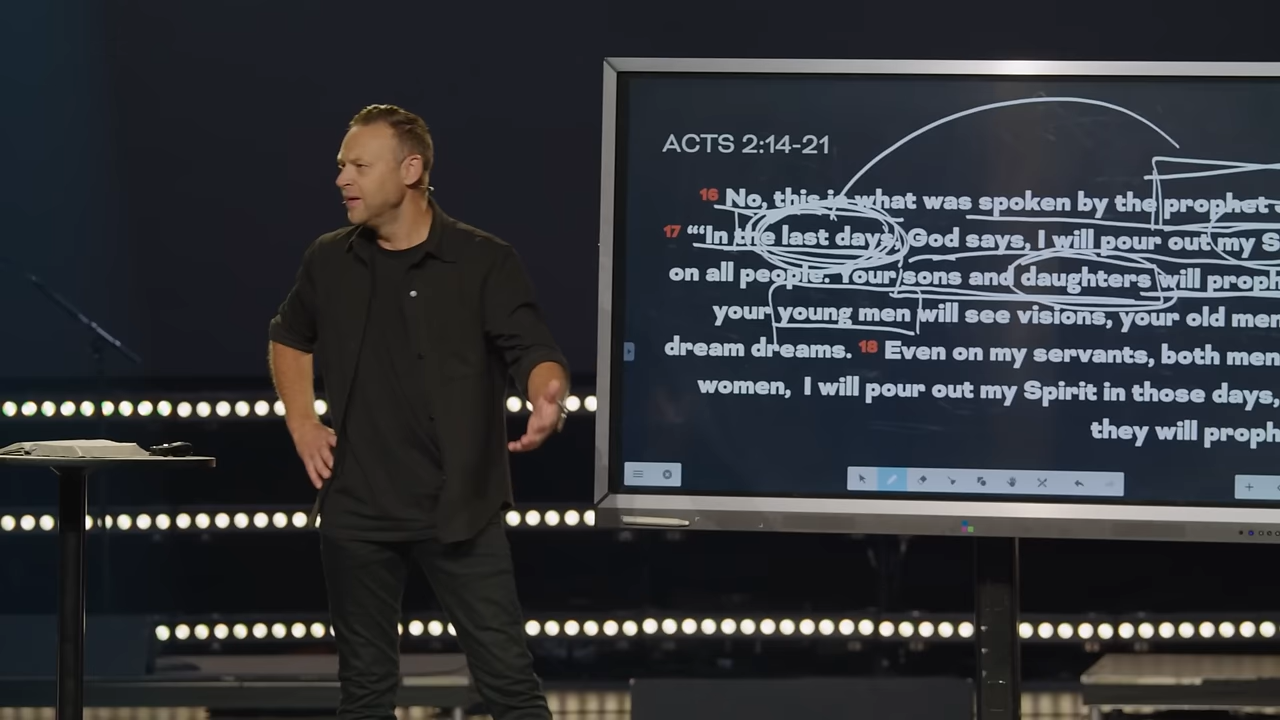 ACTS 2:14-21
16 No, this is what was spoken by the prophet
17 “‘In the last days, God says, I will pour out my
on all people. Your sons and daughters will
your young men will see visions, your old men
dream dreams. 18 Even on my servants, both men
women, I will pour out my Spirit in those days,
they will